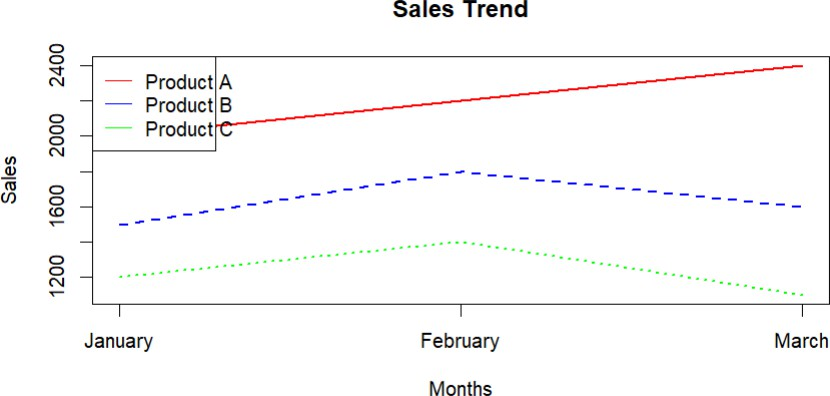 Sales Trend
2400
2000
1600
1200
Sales
Product A
Product B
Product C
January February March
Months